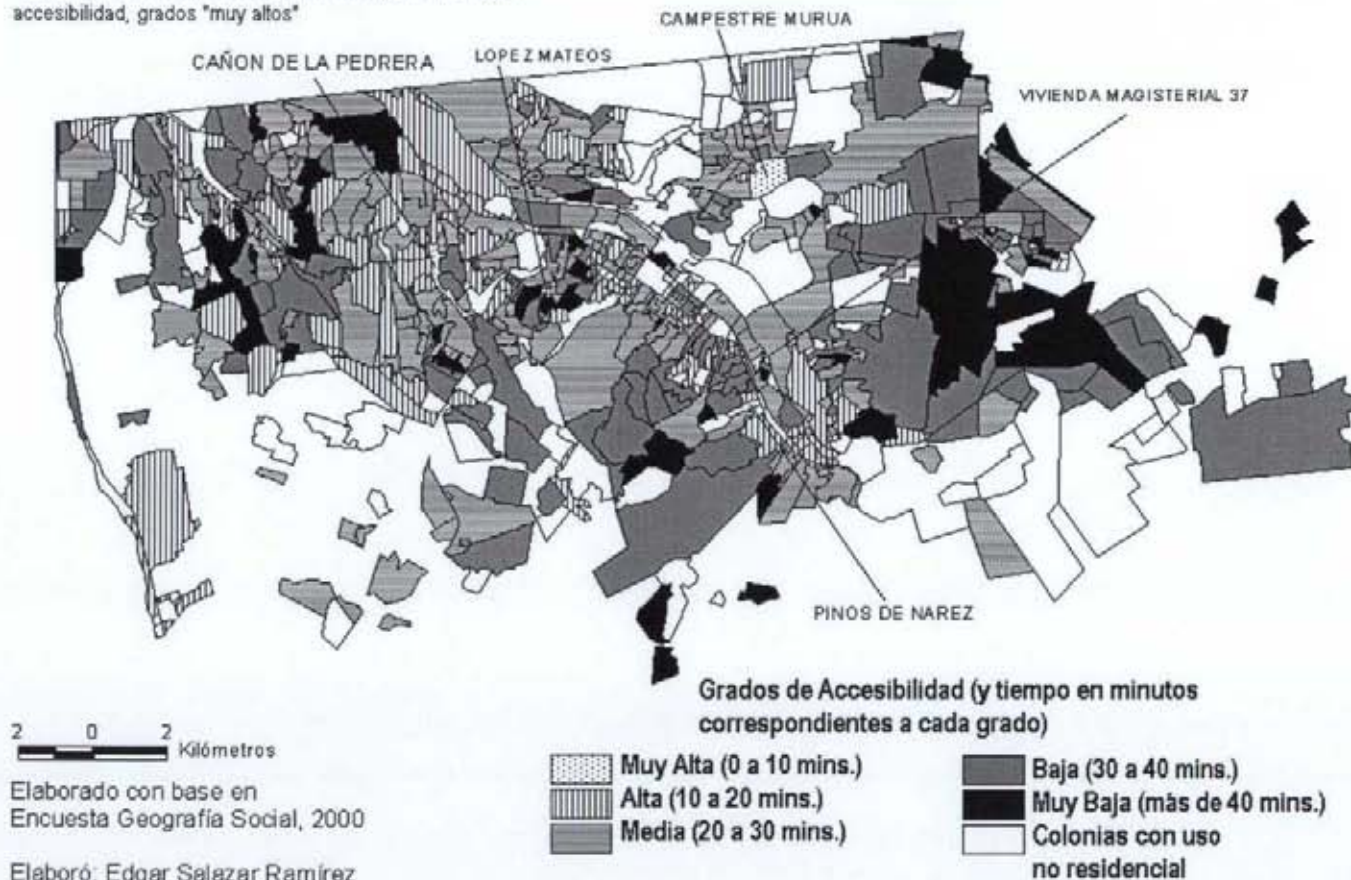 accesibilidad, grados "muy altos"
CAMPESTRE MURUA
LOPEZ MATEOS
CAÑON DE LA PEDRERA
VIVIENDA MAGISTERIAL 37
PINOS DE NAREZ
Grados de Accesibilidad (y tiempo en minutos
correspondientes a cada grado)
2 0 2
Kilómetros
Muy Alta (0 a 10 mins.)
Alta (10 a 20 mins.)
Media (20 a 30 mins.)
Baja (30 a 40 mins.)
Muy Baja (más de 40 mins.)
Colonias con uso
no residencial
Elaborado con base en
Encuesta Geografía Social, 2000
Elaboró: Edgar Salazar Ramírez